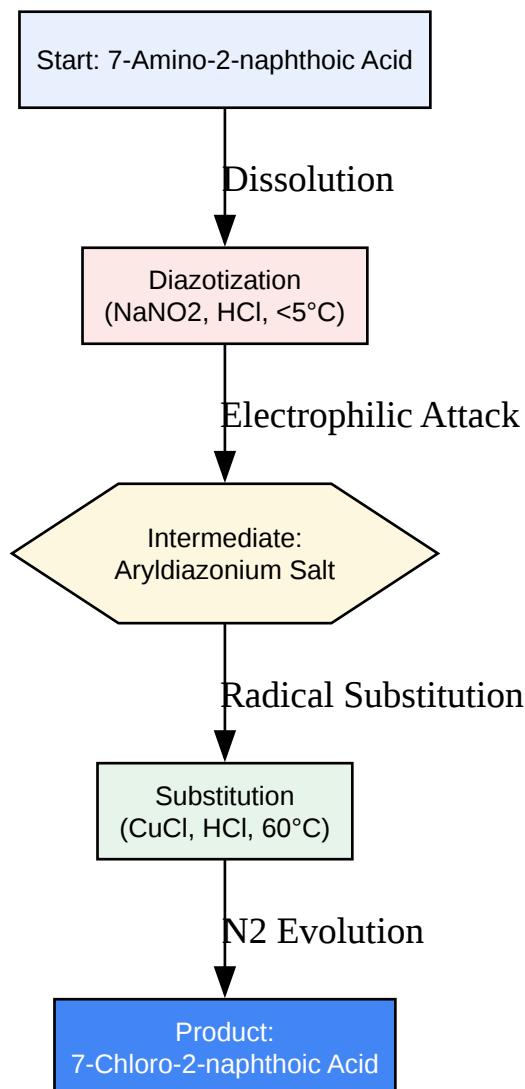 Start: 7-Amino-2-naphthoic Acid
Dissolution
Diazotization
(NaNO2, HCl, <5°C)
Electrophilic Attack
Intermediate:
Aryldiazonium Salt
Radical Substitution
Substitution
(CuCl, HCl, 60°C)
N2 Evolution
Product:
7-Chloro-2-naphthoic Acid